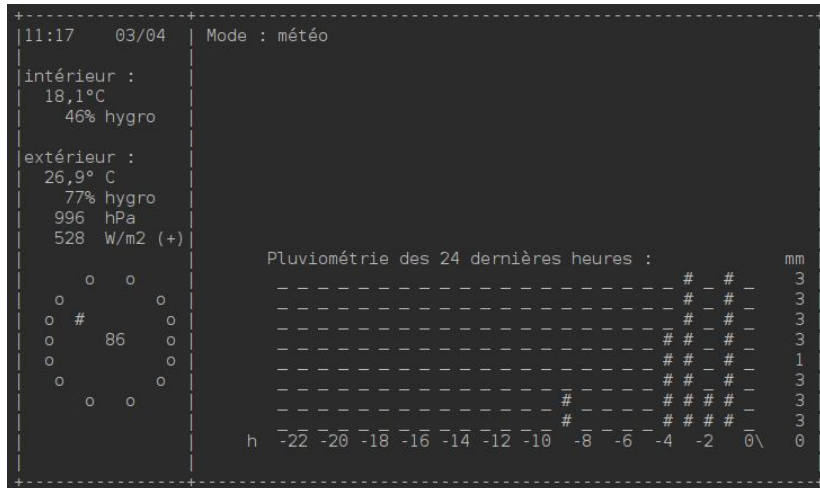 11:17 03/04
Mode : météo
intérieur :
18,1°C
46% hygro
extérieur :
26,9° C
77% hygro
996 hPa
528 W/m2 (+)
Pluviométrie des 24 dernières heures : mm
o o
_ _ _ _ _ _ _ _ _ _ _ _ _ _ _ _ _ _ _ # _ # _ 3
o o
_ _ _ _ _ _ _ _ _ _ _ _ _ _ _ _ _ _ _ # _ # _ 3
o # o
_ _ _ _ _ _ _ _ _ _ _ _ _ _ _ _ _ _ _ # _ # _ 3
o 86 o
_ _ _ _ _ _ _ _ _ _ _ _ _ _ _ _ _ _ # # _ # _ 3
o o
_ _ _ _ _ _ _ _ _ _ _ _ _ _ _ _ _ _ # # _ # _ 1
o o
_ _ _ _ _ _ _ _ _ _ _ _ _ _ _ _ _ _ # # _ # _ 3
o o
_ _ _ _ _ _ _ _ _ _ _ _ _ # _ _ _ _ # # # # _ 3
_ _ _ _ _ _ _ _ _ _ _ _ _ # _ _ _ _ # # # # _ 3
h -22 -20 -18 -16 -14 -12 -10 -8 -6 -4 -2 0\ 0